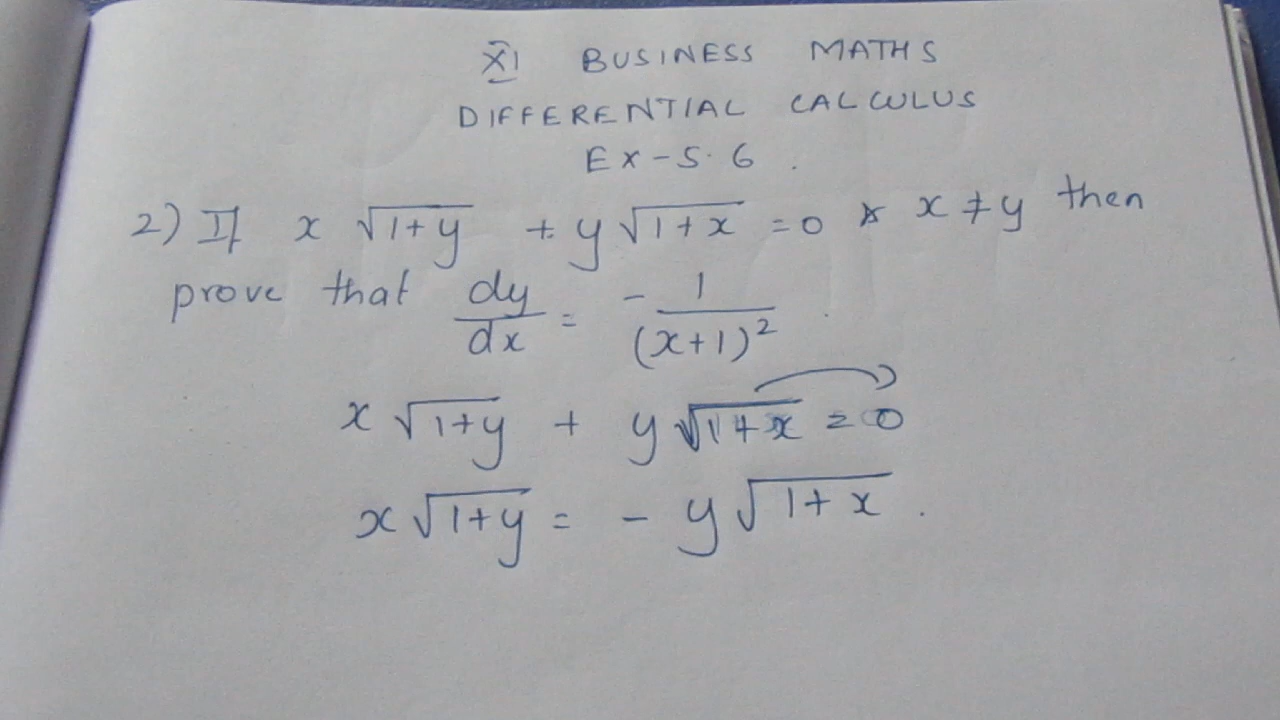 XI BUSINESS MATHS
DIFFERENTIAL CALCULUS
EX-5.6.
2) If x √(1+y) + y √(1+x) = 0 & x ≠ y then
prove that dy/dx = - 1/(x+1)².
x √(1+y) + y √(1+x) = 0
x √(1+y) = - y √(1+x).